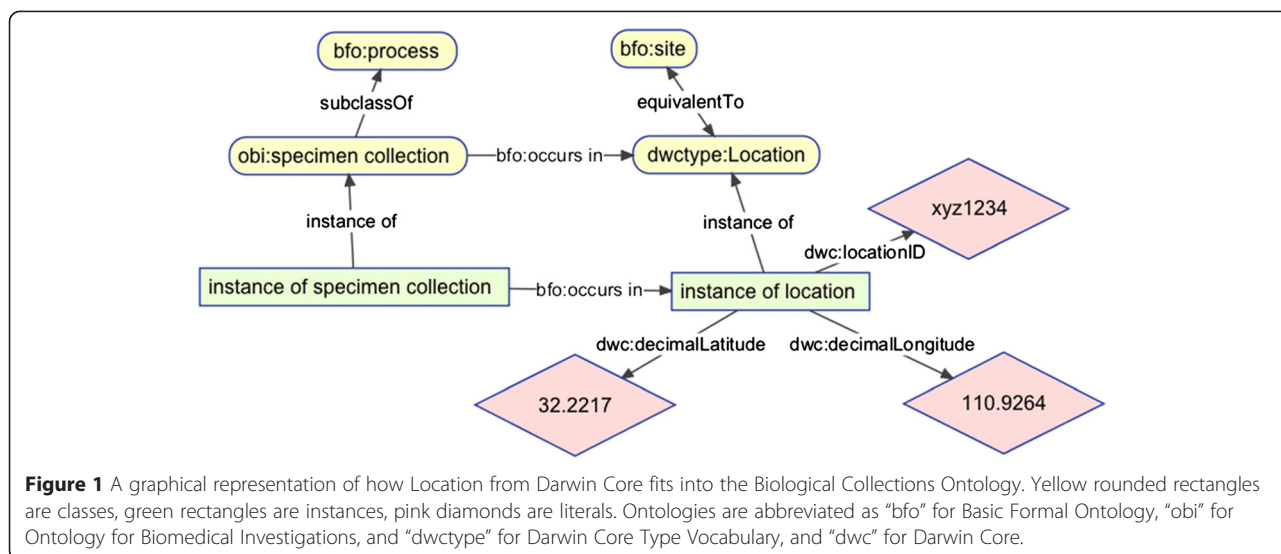 bfo:process
bfo:site
subclassOf
equivalentTo
obi:specimen collection
bfo:occurs in
dwctype:Location
xyz1234
instance of
instance of
dwc:locationID
instance of specimen collection
bfo:occurs in
instance of location
dwc:decimalLatitude
dwc:decimalLongitude
32.2217
110.9264
Figure 1 A graphical representation of how Location from Darwin Core fits into the Biological Collections Ontology. Yellow rounded rectangles
are classes, green rectangles are instances, pink diamonds are literals. Ontologies are abbreviated as “bfo” for Basic Formal Ontology, “obi” for
Ontology for Biomedical Investigations, and “dwctype” for Darwin Core Type Vocabulary, and “dwc” for Darwin Core.